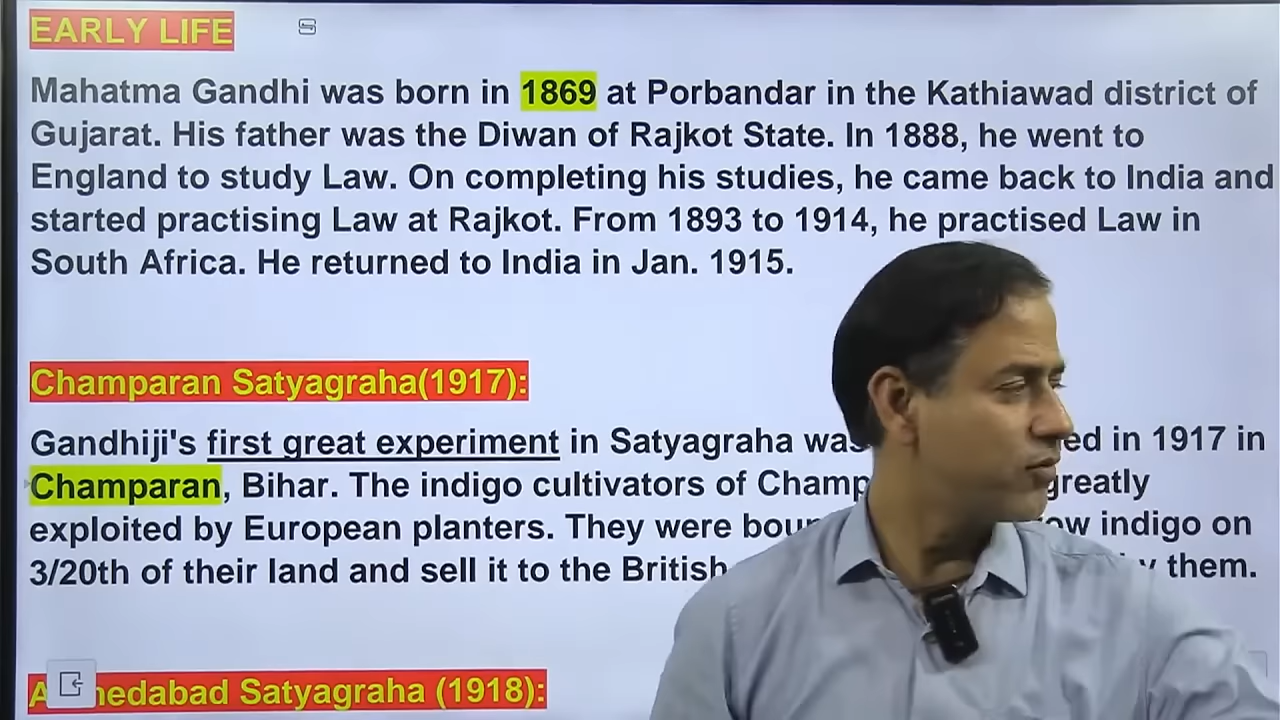 EARLY LIFE
Mahatma Gandhi was born in 1869 at Porbandar in the Kathiawad district of
Gujarat. His father was the Diwan of Rajkot State. In 1888, he went to
England to study Law. On completing his studies, he came back to India and
started practising Law at Rajkot. From 1893 to 1914, he practised Law in
South Africa. He returned to India in Jan. 1915.
Champaran Satyagraha(1917):
Gandhiji's first great experiment in Satyagraha was in 1917 in
Champaran, Bihar. The indigo cultivators of greatly
exploited by European planters. They were indigo on
3/20th of their land and sell it to the British them.
Satyagraha (1918):